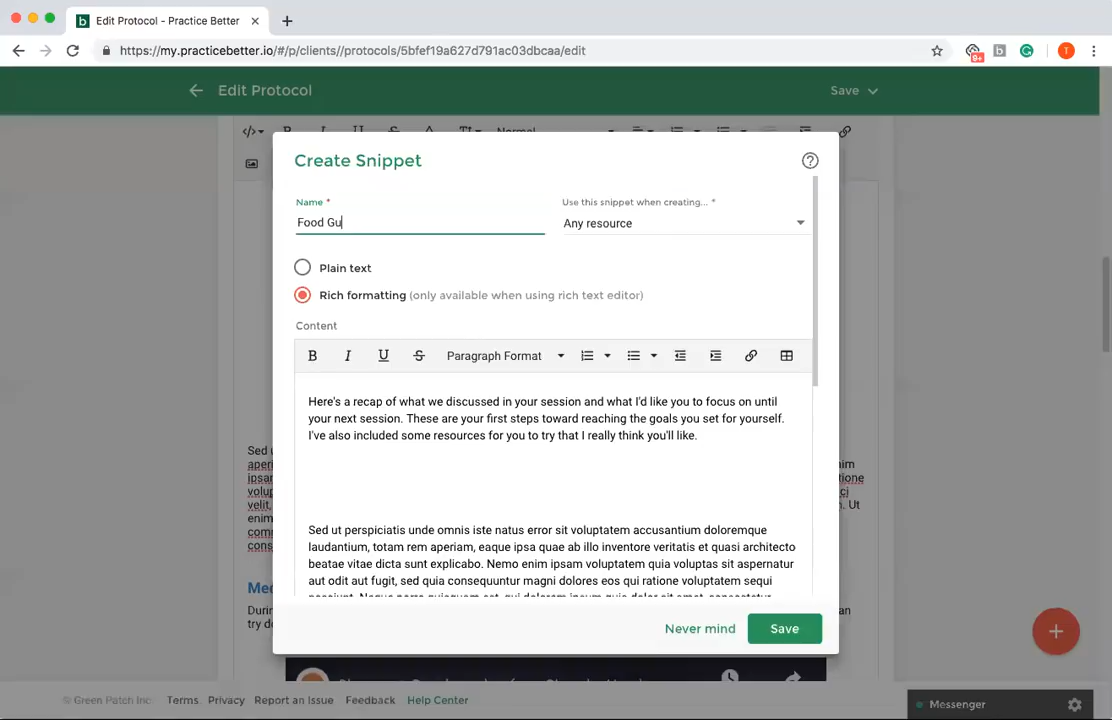 Edit Protocol - Practice Better
https://my.practicebetter.io/#/p/clients/protocols/5bfef19a627d791ac03dbcaa/edit
9+
T
Edit Protocol
Save
Normal
Create Snippet
Name *
Use this snippet when creating... *
Food Gu
Any resource
Plain text
Rich formatting (only available when using rich text editor)
Content
B I U S Paragraph Format
Here's a recap of what we discussed in your session and what I'd like you to focus on until
your next session. These are your first steps toward reaching the goals you set for yourself.
I've also included some resources for you to try that I really think you'll like.
Sed ut perspiciatis unde omnis iste natus error sit voluptatem accusantium doloremque
laudantium, totam rem aperiam, eaque ipsa quae ab illo inventore veritatis et quasi architecto
beatae vitae dicta sunt explicabo. Nemo enim ipsam voluptatem quia voluptas sit aspernatur
aut odit aut fugit, sed quia consequuntur magni dolores eos qui ratione voluptatem sequi
Never mind
Save
© Green Patch Inc.
Terms
Privacy
Report an Issue
Feedback
Help Center
Messenger